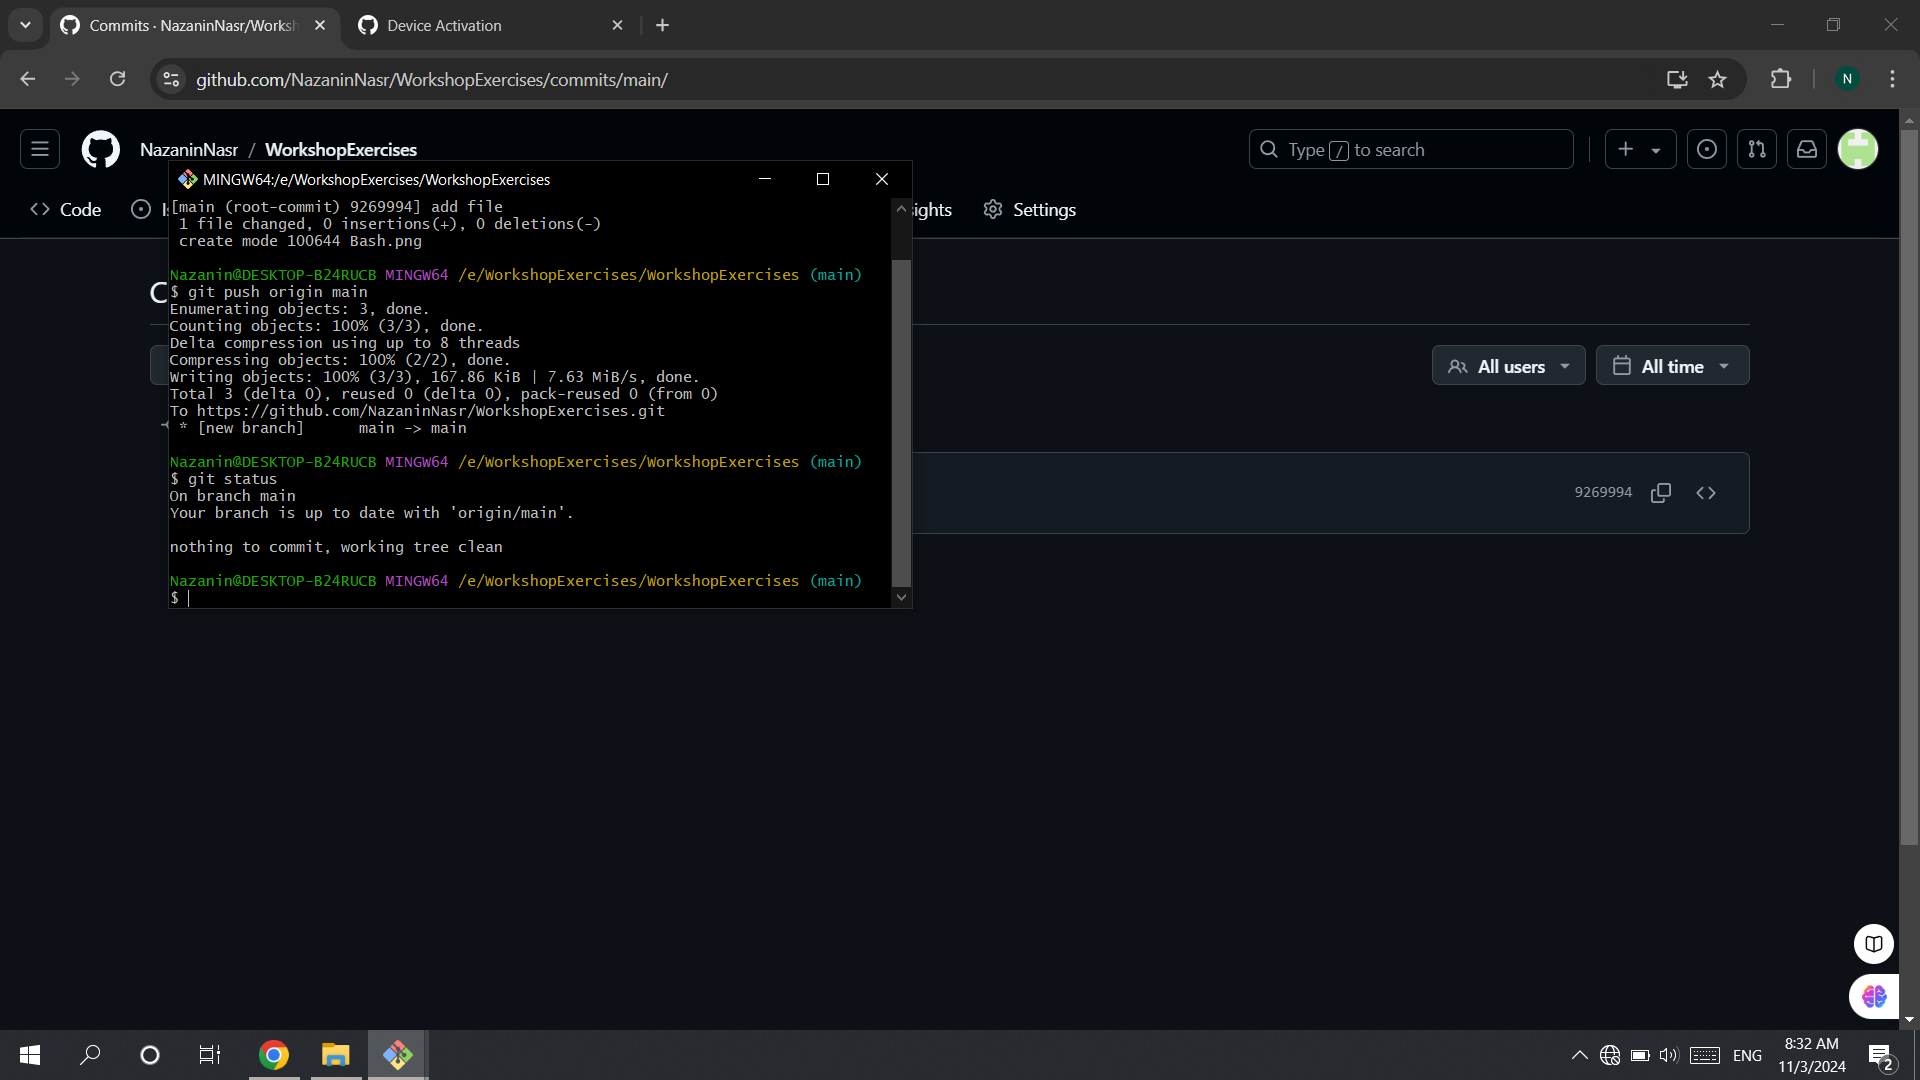 Commits · NazaninNasr/Worksh
Device Activation
github.com/NazaninNasr/WorkshopExercises/commits/main/
N
NazaninNasr / WorkshopExercises
Type / to search
MINGW64:/e/WorkshopExercises/WorkshopExercises
Code
sights
Settings
[main (root-commit) 9269994] add file
1 file changed, 0 insertions(+), 0 deletions(-)
create mode 100644 Bash.png
Nazanin@DESKTOP-B24RUCB MINGW64 /e/WorkshopExercises/WorkshopExercises (main)
$ git push origin main
Enumerating objects: 3, done.
Counting objects: 100% (3/3), done.
Delta compression using up to 8 threads
Compressing objects: 100% (2/2), done.
Writing objects: 100% (3/3), 167.86 KiB | 7.63 MiB/s, done.
Total 3 (delta 0), reused 0 (delta 0), pack-reused 0 (from 0)
To https://github.com/NazaninNasr/WorkshopExercises.git
* [new branch]      main -> main
All users
All time
Nazanin@DESKTOP-B24RUCB MINGW64 /e/WorkshopExercises/WorkshopExercises (main)
$ git status
On branch main
Your branch is up to date with 'origin/main'.
9269994
nothing to commit, working tree clean
Nazanin@DESKTOP-B24RUCB MINGW64 /e/WorkshopExercises/WorkshopExercises (main)
$
ENG
8:32 AM
11/3/2024
2